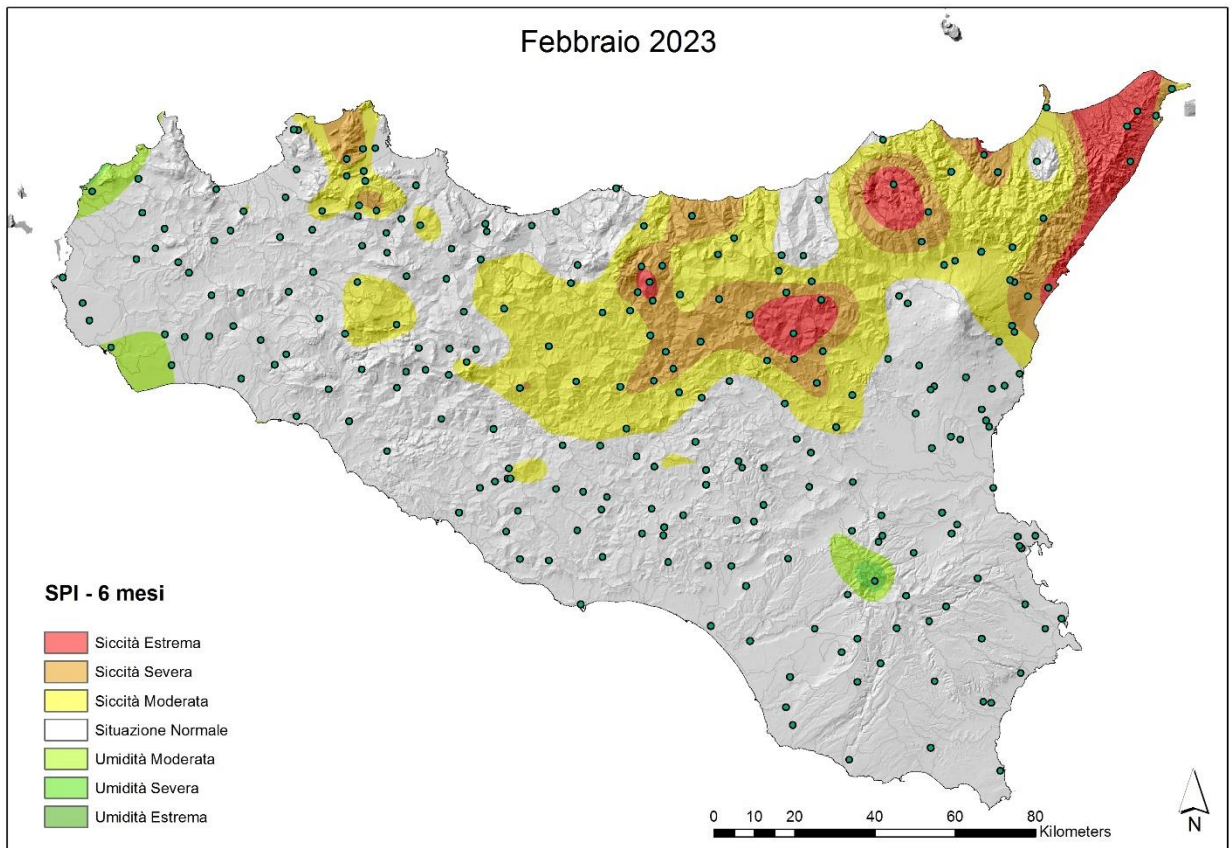 Febbraio 2023
SPI - 6 mesi
Siccità Estrema
Siccità Severa
Siccità Moderata
Situazione Normale
Umidità Moderata
Umidità Severa
Umidità Estrema
0 10 20 40 60 80
Kilometers
N